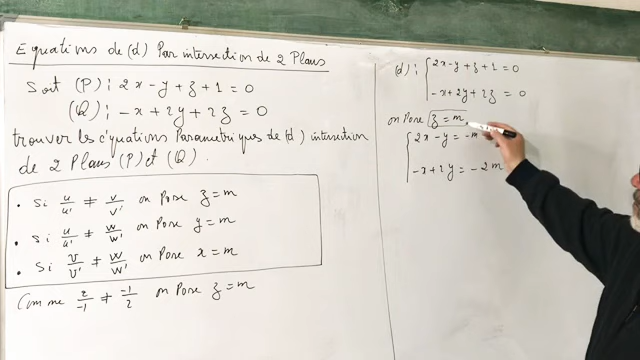 Equations de (d) Par intersection de 2 Plans
Soit (P) : 2x - y + z + 1 = 0
(Q) : -x + 2y + 2z = 0
trouver les équations Parametriques de (d) intersection
de 2 Plans (P) et (Q).
• Si u/u' ≠ v/v' on Pose z = m
• Si u/u' ≠ w/w' on Pose y = m
• Si v/v' ≠ w/w' on Pose x = m
Comme 2/-1 ≠ -1/2 on Pose z = m
(d) : { 2x - y + z + 1 = 0
-x + 2y + 2z = 0
on Pose z = m,
{ 2x - y = -m
-x + 2y = -2m